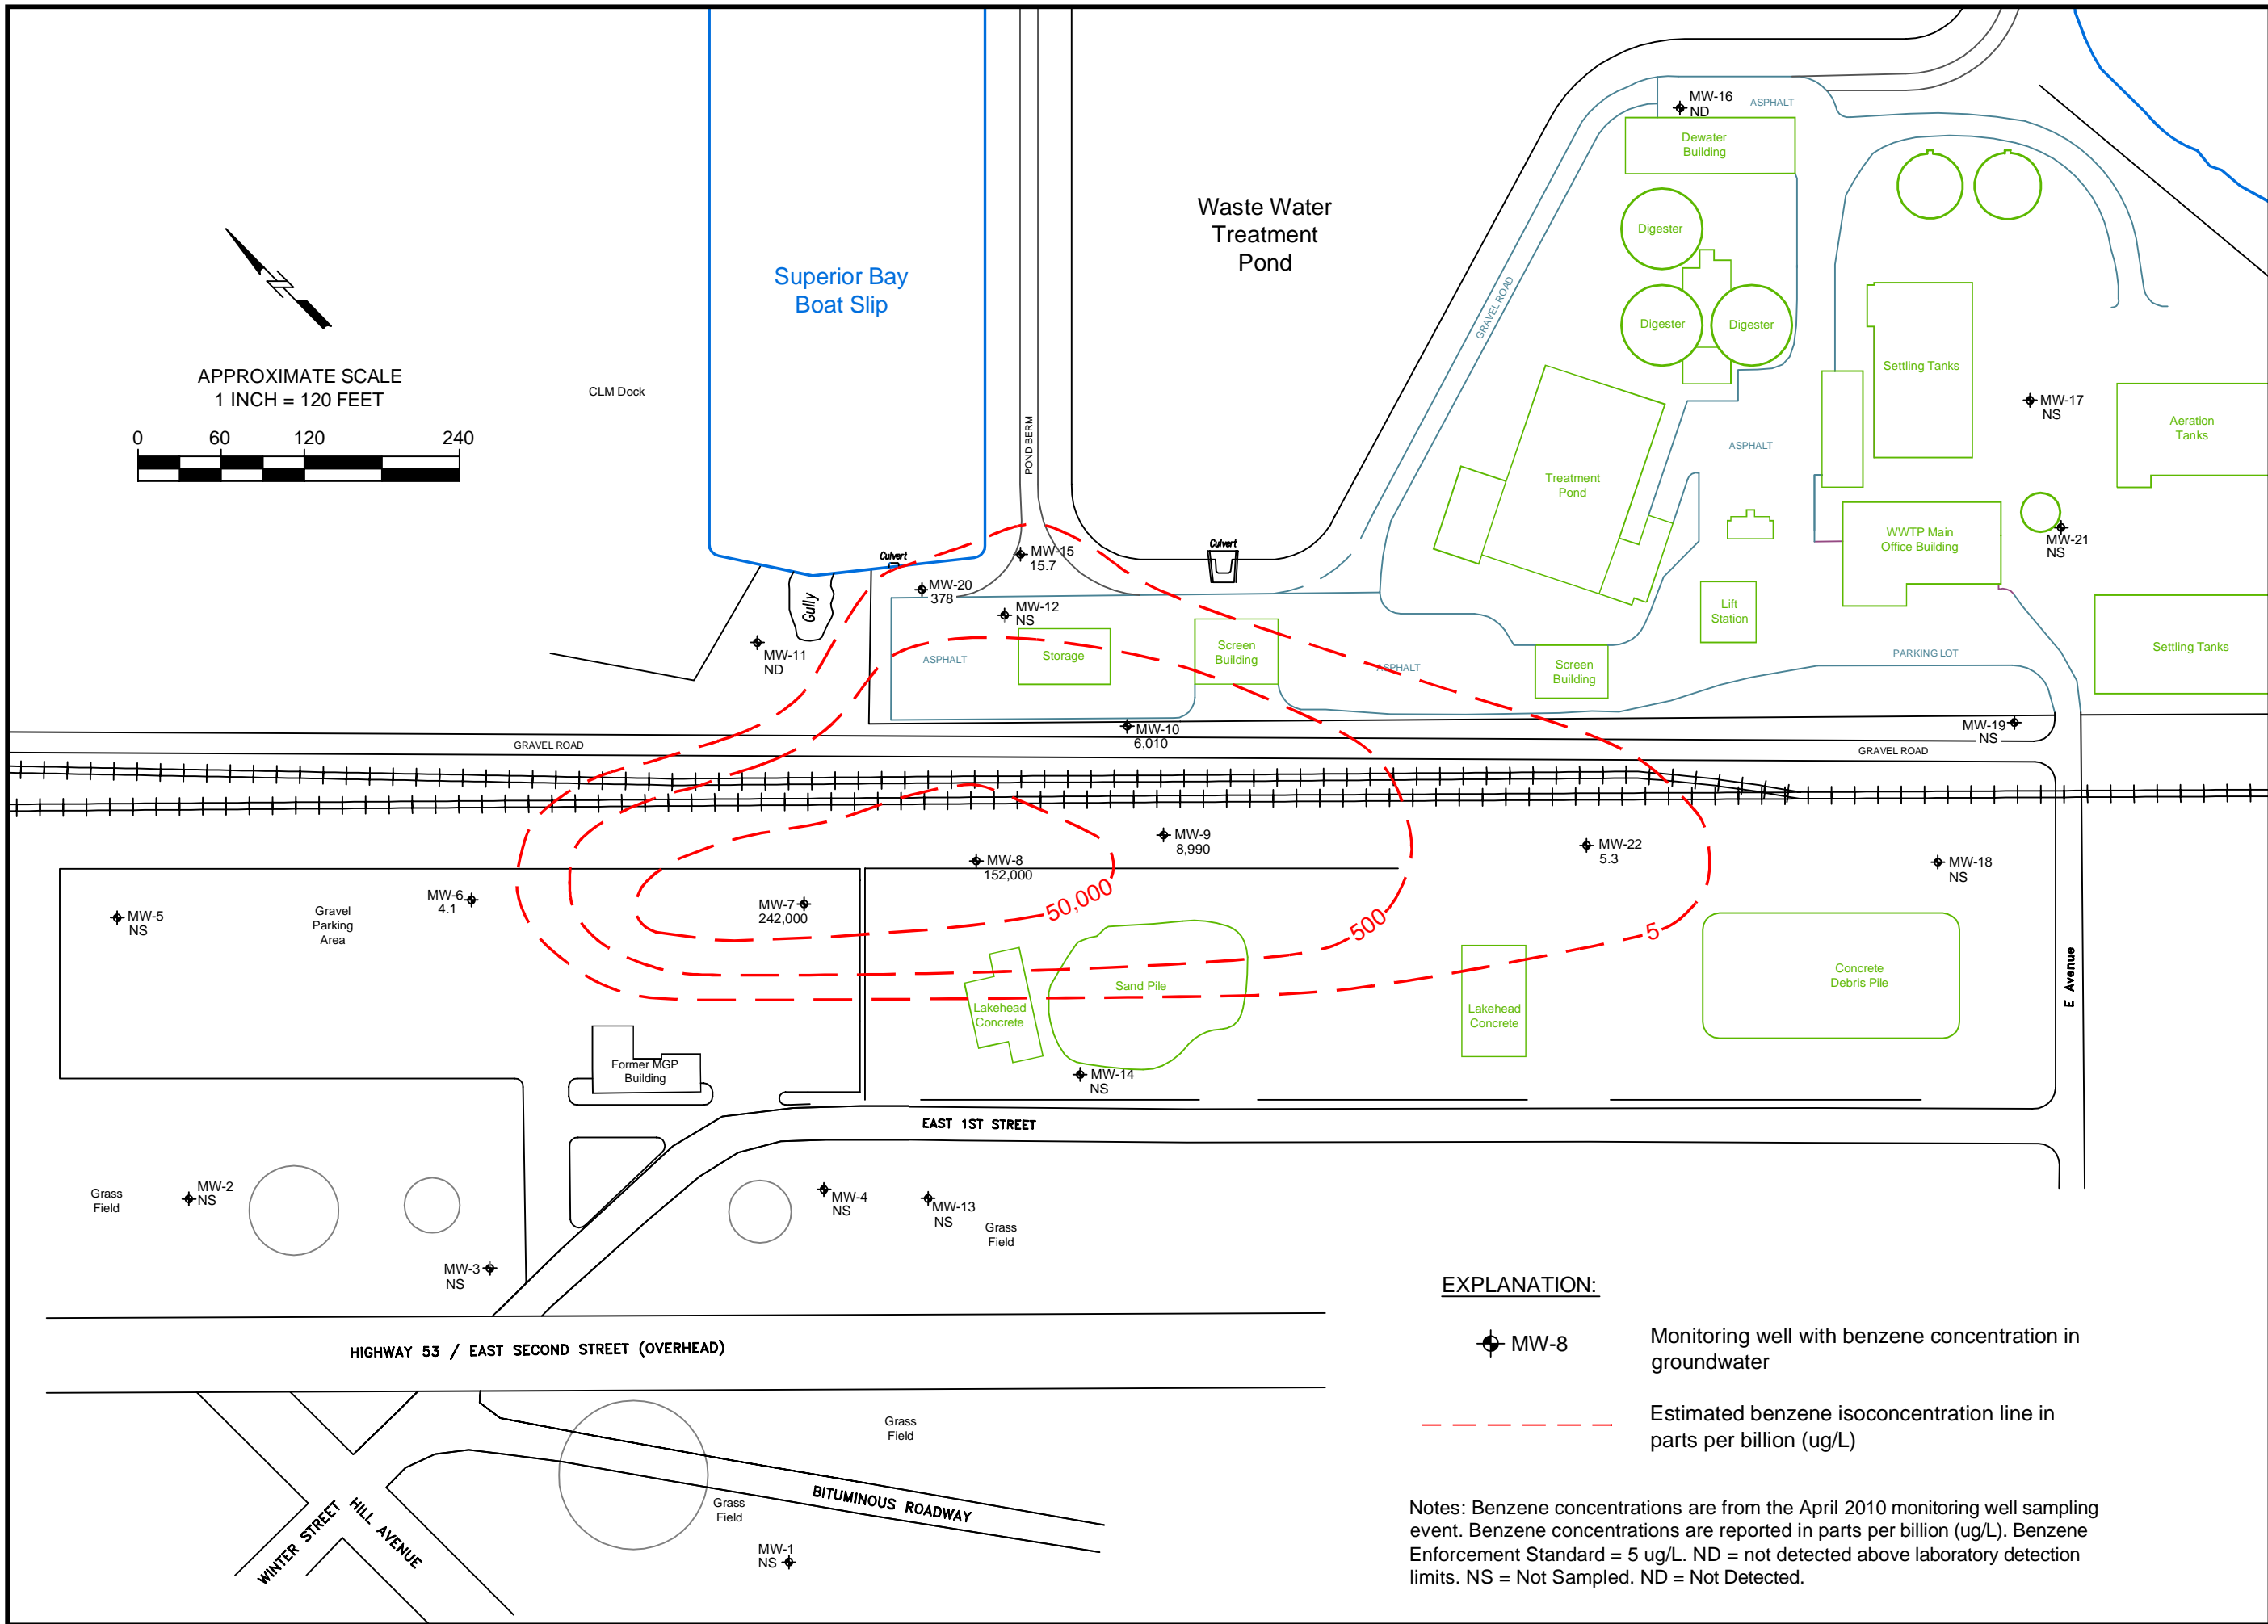 MW-16
ND
ASPHALT
Dewater
Building
Waste Water
Treatment
Pond
Digester
Superior Bay
Boat Slip
GRAVEL ROAD
Digester
Digester
APPROXIMATE SCALE
1 INCH = 120 FEET
0 60 120 240
CLM Dock
Settling Tanks
MW-17
NS
Aeration
Tanks
POND BERM
ASPHALT
Treatment
Pond
WWTP Main
Office Building
MW-21
NS
Culvert
Culvert
MW-15
15.7
MW-20
378
MW-12
NS
Gully
Lift
Station
MW-11
ND
ASPHALT
Storage
Screen
Building
ASPHALT
Screen
Building
PARKING LOT
Settling Tanks
MW-10
6,010
MW-19
NS
GRAVEL ROAD
GRAVEL ROAD
MW-9
8,990
MW-22
5.3
MW-8
152,000
MW-18
NS
MW-6
4.1
MW-7
242,000
50,000
500
5
MW-5
NS
Gravel
Parking
Area
Sand Pile
Concrete
Debris Pile
E Avenue
Lakehead
Concrete
Lakehead
Concrete
Former MGP
Building
MW-14
NS
EAST 1ST STREET
MW-2
NS
Grass
Field
MW-4
NS
MW-13
NS
Grass
Field
MW-3
NS
EXPLANATION:
HIGHWAY 53 / EAST SECOND STREET (OVERHEAD)
MW-8
Monitoring well with benzene concentration in
groundwater
Estimated benzene isoconcentration line in
parts per billion (ug/L)
Grass
Field
BITUMINOUS ROADWAY
Grass
Field
WINTER STREET
HILL AVENUE
MW-1
NS
Notes: Benzene concentrations are from the April 2010 monitoring well sampling
event. Benzene concentrations are reported in parts per billion (ug/L). Benzene
Enforcement Standard = 5 ug/L. ND = not detected above laboratory detection
limits. NS = Not Sampled. ND = Not Detected.